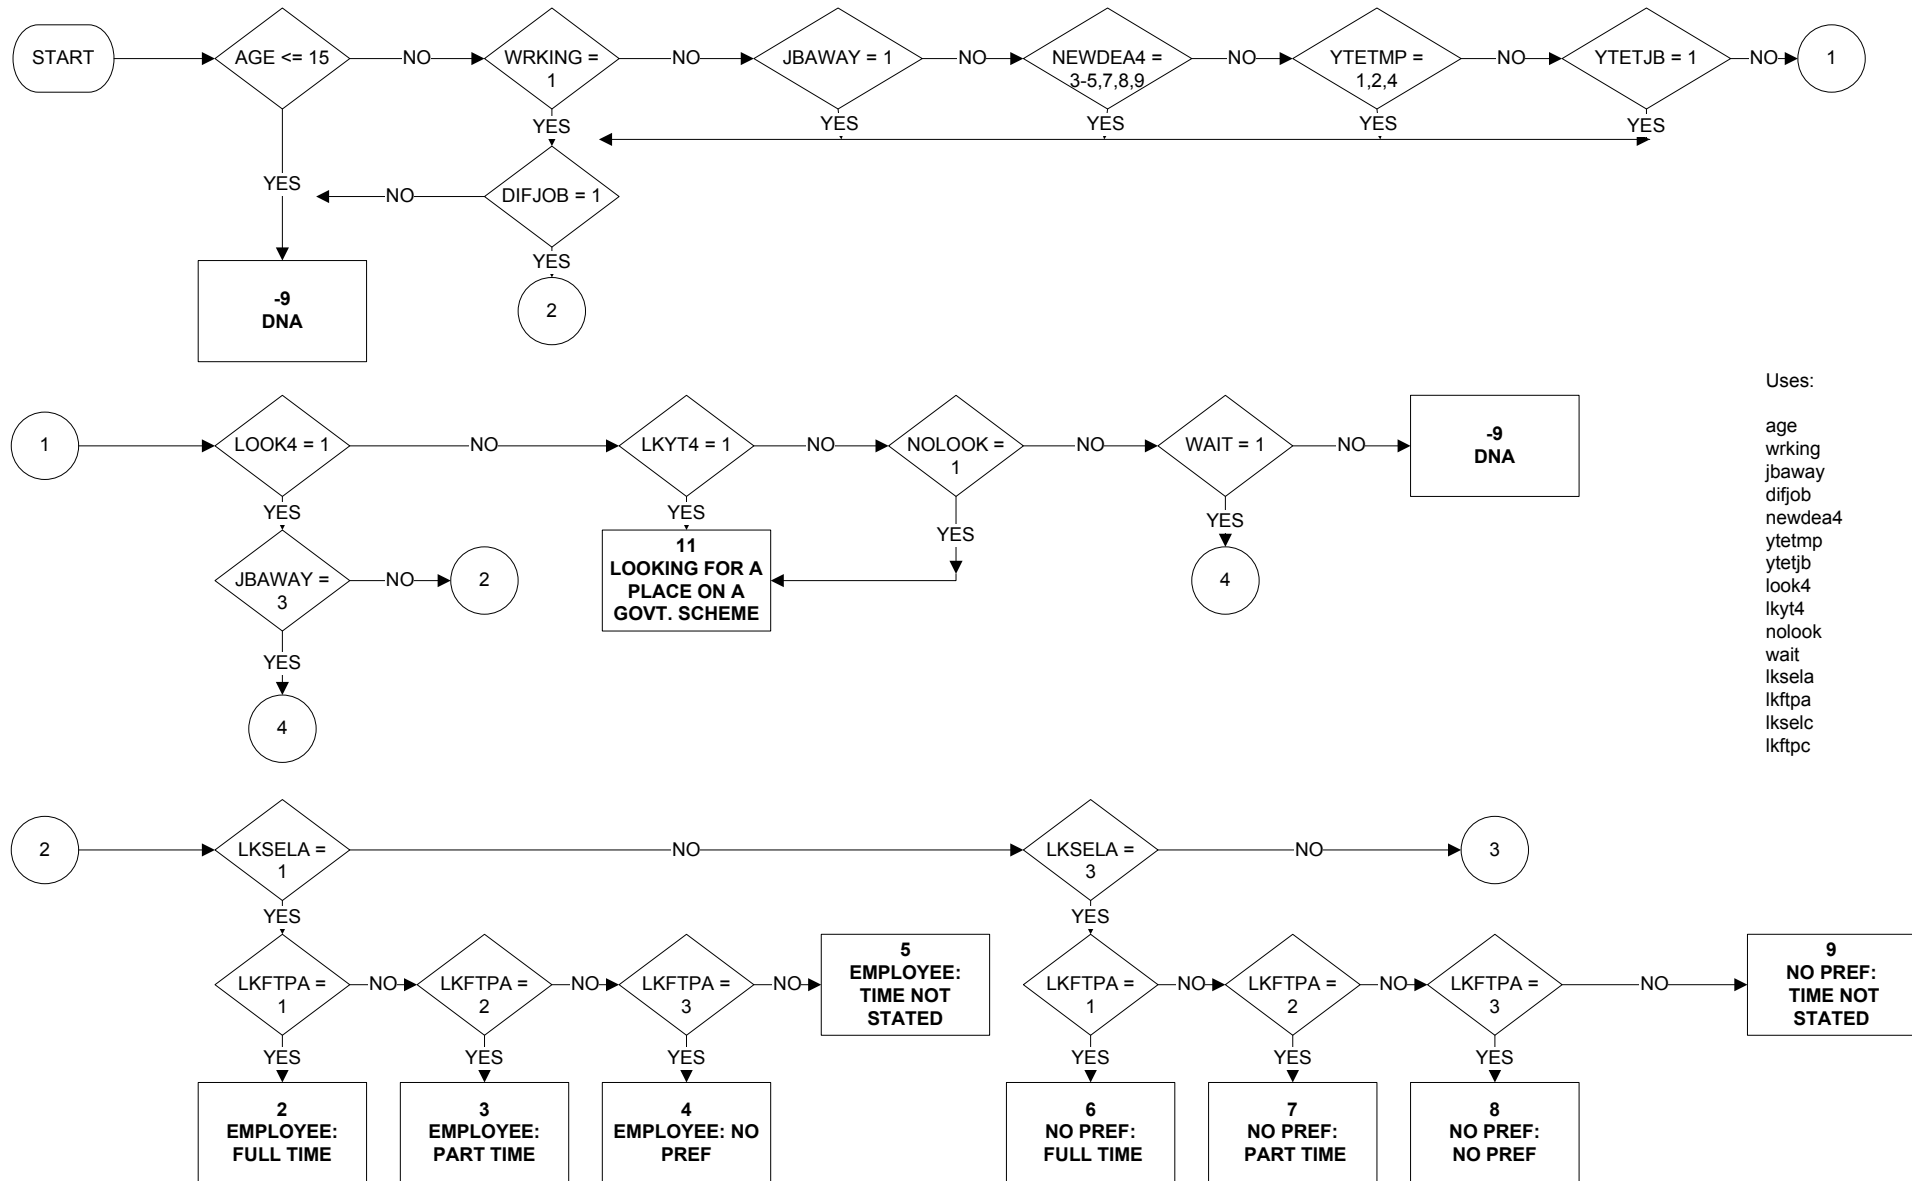 START
AGE <= 15
NO
WRKING =
1
NO
JBAWAY = 1
NO
NEWDEA4 =
3-5,7,8,9
NO
YTETMP =
1,2,4
NO
YTETJB = 1
NO
1
YES
YES
YES
YES
YES
YES
DIFJOB = 1
NO
YES
2
-9
DNA
1
LOOK4 = 1
NO
LKYT4 = 1
NO
NOLOOK =
1
NO
WAIT = 1
NO
-9
DNA
YES
YES
YES
YES
JBAWAY =
3
NO
2
11
LOOKING FOR A
PLACE ON A
GOVT. SCHEME
4
YES
4
Uses:
age
wrking
jbaway
difjob
newdea4
ytetmp
ytetjb
look4
lkyt4
nolook
wait
lksela
lkftpa
lkselc
lkftpc
2
LKSELA =
1
NO
LKSELA =
3
NO
3
YES
YES
LKFTPA =
1
NO
LKFTPA =
2
NO
LKFTPA =
3
NO
5
EMPLOYEE:
TIME NOT
STATED
LKFTPA =
1
NO
LKFTPA =
2
NO
LKFTPA =
3
NO
9
NO PREF:
TIME NOT
STATED
YES
YES
YES
YES
YES
YES
2
EMPLOYEE:
FULL TIME
3
EMPLOYEE:
PART TIME
4
EMPLOYEE: NO
PREF
6
NO PREF:
FULL TIME
7
NO PREF:
PART TIME
8
NO PREF:
NO PREF